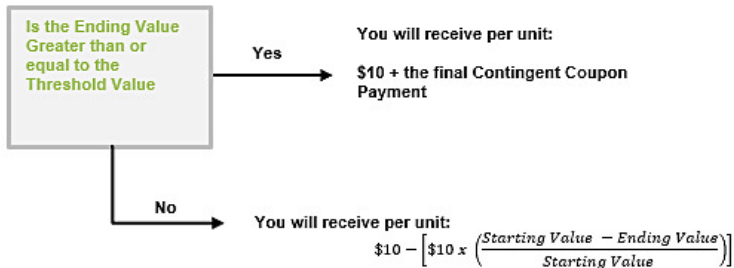 Is the Ending Value
Greater than or
equal to the
Threshold Value
Yes
You will receive per unit:
$10 + the final Contingent Coupon
Payment
No
You will receive per unit:
$10 − [$10 x (Starting Value − Ending Value / Starting Value)]